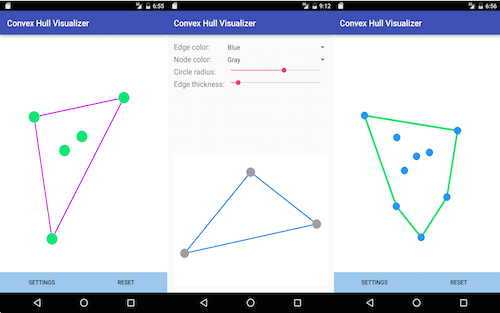 6:55
Convex Hull Visualizer
SETTINGS RESET
9:12
Convex Hull Visualizer
Edge color: Blue
Node color: Gray
Circle radius:
Edge thickness:
6:56
Convex Hull Visualizer
SETTINGS RESET